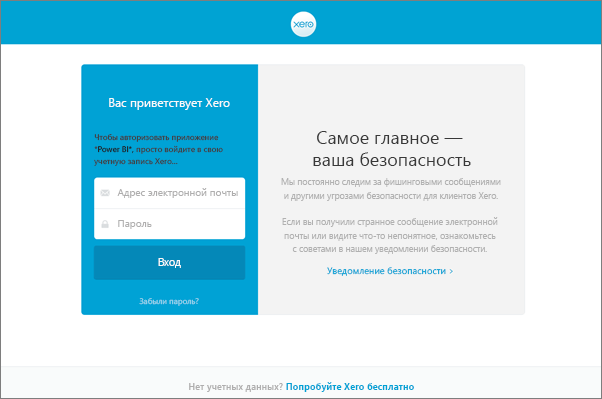 xero
Вас приветствует Xero
Чтобы авторизовать приложение
"Power BI", просто войдите в свою
учетную запись Xero...
Адрес электронной почты
Пароль
Вход
Забыли пароль?
Самое главное —
ваша безопасность
Мы постоянно следим за фишинговыми сообщениями
и другими угрозами безопасности для клиентов Xero.
Если вы получили странное сообщение электронной
почты или видите что-то непонятное, ознакомьтесь
с советами в нашем уведомлении безопасности.
Уведомление безопасности ›
Нет учетных данных? Попробуйте Xero бесплатно